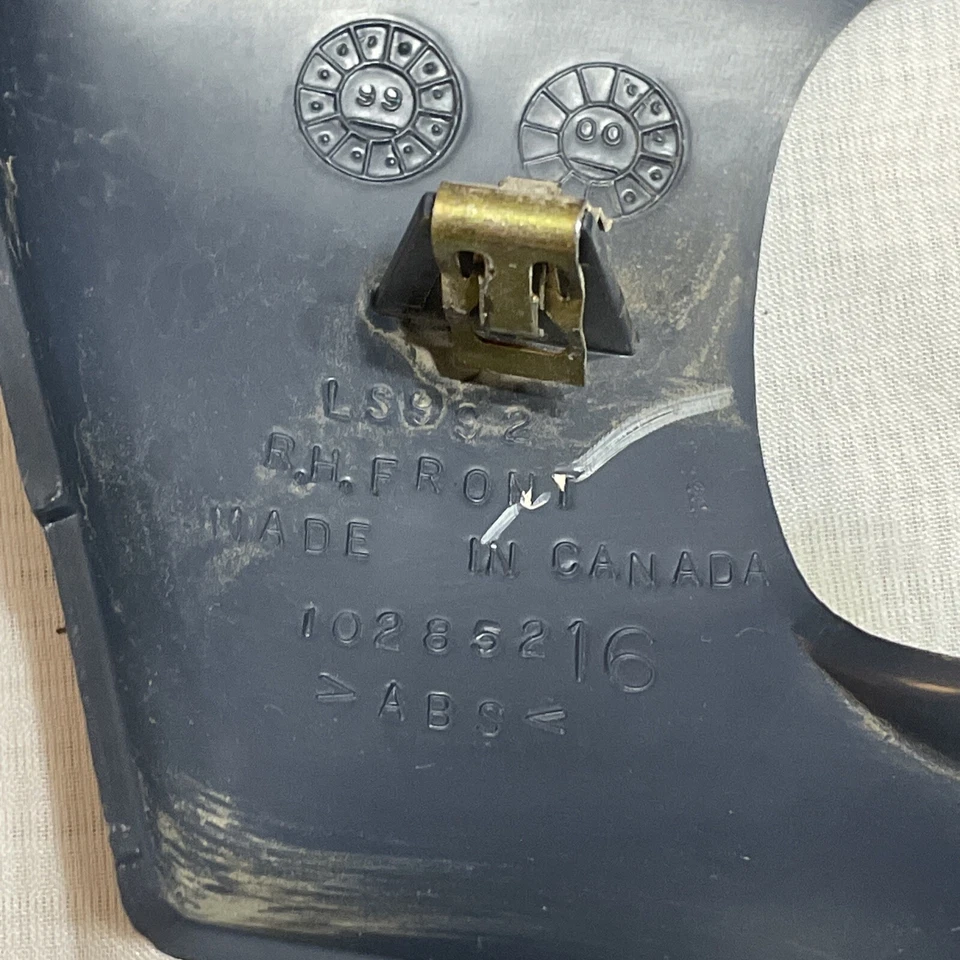 99
00
LS992
R.H. FRONT
MADE IN CANADA
10285216
>ABS<